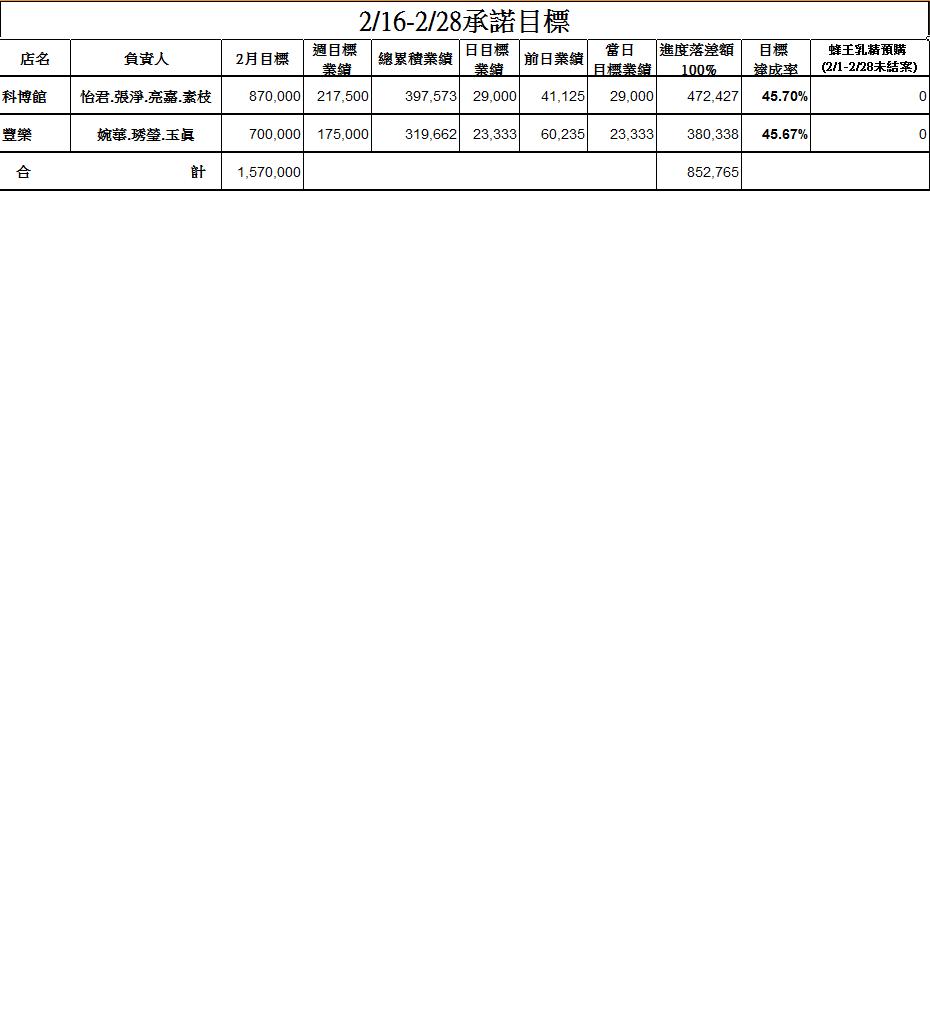 2/16-2/28承諾目標
店名 負責人 2月目標 週目標業績 總累積業績 日目標業績 前日業績 當日目標業績 進度落差額100% 目標達成率 蜂王乳精預購(2/1-2/28未結案)
科博館 怡君.張淨.亮嘉.素枝 870,000 217,500 397,573 29,000 41,125 29,000 472,427 45.70% 0
豐樂 婉華.琇瑩.玉眞 700,000 175,000 319,662 23,333 60,235 23,333 380,338 45.67% 0
合 計 1,570,000 852,765